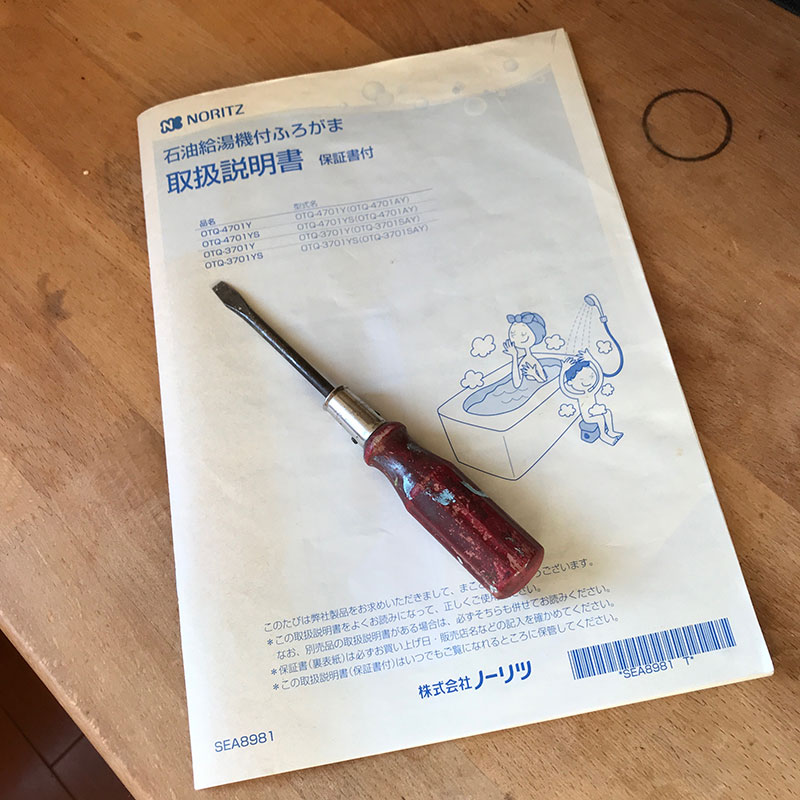 NORITZ
石油給湯機付ふろがま
取扱説明書 保証書付
品名 型式名
OTQ-4701Y OTQ-4701Y(OTQ-4701AY)
OTQ-4701YS OTQ-4701YS(OTQ-4701AY)
OTQ-3701Y OTQ-3701Y(OTQ-3701SAY)
OTQ-3701YS OTQ-3701YS(OTQ-3701SAY)
このたびは弊社製品をお求めいただきまして、まこと うございます。
*この取扱説明書をよくお読みになって、正しくご使用 さい。
なお、別売品の取扱説明書がある場合は、必ずそちらも併せてお読みください。
*保証書(裏表紙)は必ずお買い上げ日・販売店名などの記入を確かめてください。
*この取扱説明書(保証書付)はいつでもご覧になれるところに保管してください。
株式会社ノーリツ
*SEA8981 T*
SEA8981